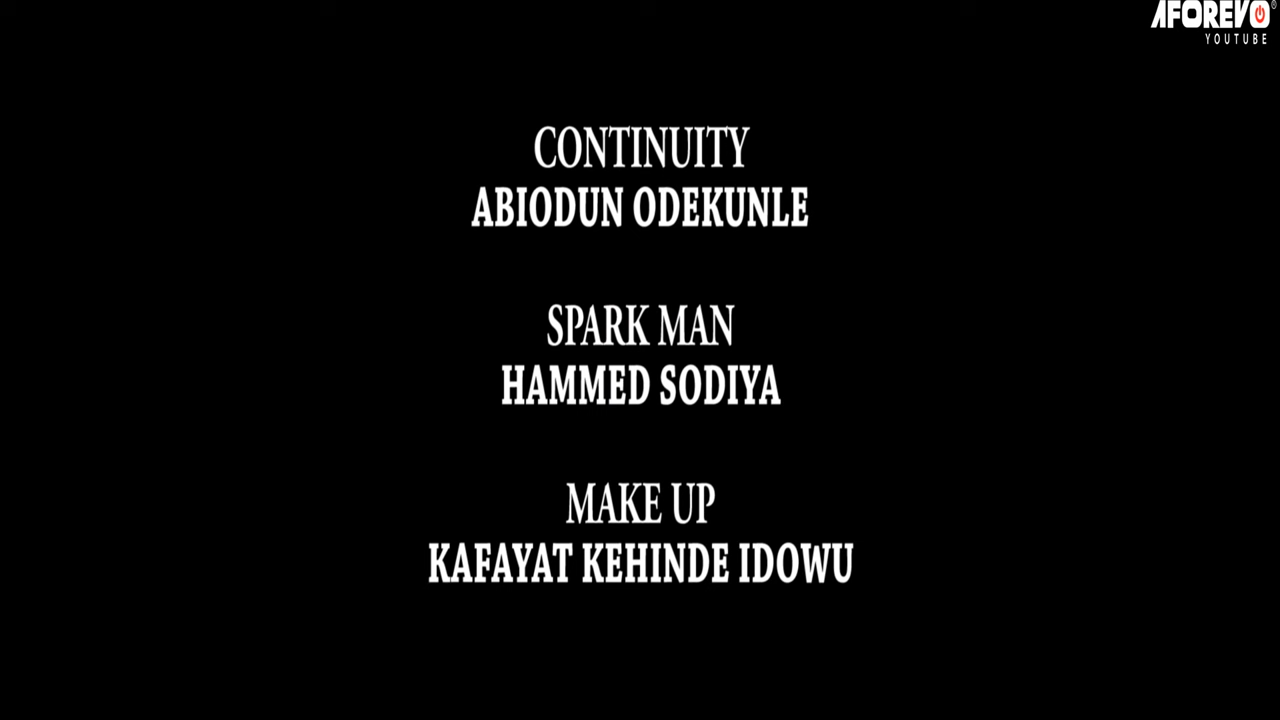 AFOREVO
YOUTUBE
CONTINUITY
ABIODUN ODEKUNLE
SPARK MAN
HAMMED SODIYA
MAKE UP
KAFAYAT KEHINDE IDOWU